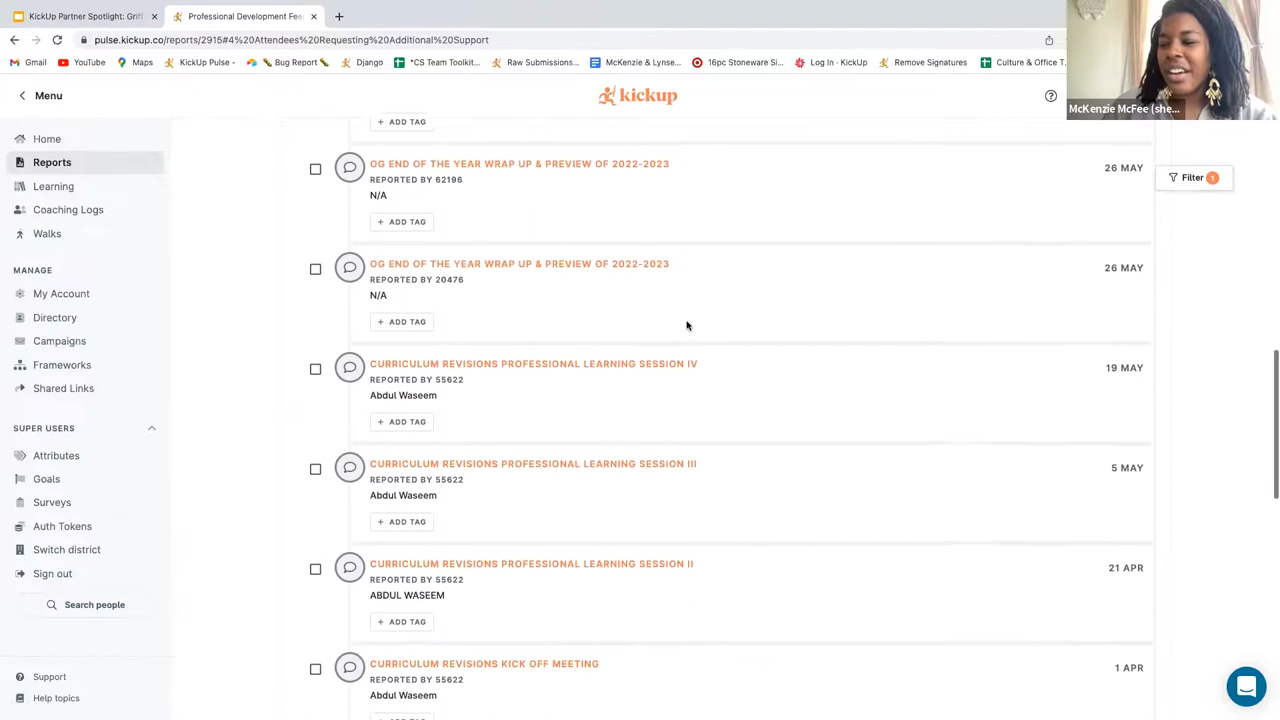 KickUp Partner Spotlight: Griff
Professional Development Fee
pulse.kickup.co/reports/2915#4%20Attendees%20Requesting%20Additional%20Support
Gmail
YouTube
Maps
KickUp Pulse -
Bug Report
Django
*CS Team Toolkit...
Raw Submissions...
McKenzie & Lynse...
16pc Stoneware Si...
Log In · KickUp
Remove Signatures
Culture & Office T...
McKenzie McFee (she...
Menu
kickup
Home
Reports
Learning
Coaching Logs
Walks
MANAGE
My Account
Directory
Campaigns
Frameworks
Shared Links
SUPER USERS
Attributes
Goals
Surveys
Auth Tokens
Switch district
Sign out
Search people
Support
Help topics
+ ADD TAG
Filter 1
OG END OF THE YEAR WRAP UP & PREVIEW OF 2022-2023
26 MAY
REPORTED BY 62196
N/A
+ ADD TAG
OG END OF THE YEAR WRAP UP & PREVIEW OF 2022-2023
26 MAY
REPORTED BY 20476
N/A
+ ADD TAG
CURRICULUM REVISIONS PROFESSIONAL LEARNING SESSION IV
19 MAY
REPORTED BY 55622
Abdul Waseem
+ ADD TAG
CURRICULUM REVISIONS PROFESSIONAL LEARNING SESSION III
5 MAY
REPORTED BY 55622
Abdul Waseem
+ ADD TAG
CURRICULUM REVISIONS PROFESSIONAL LEARNING SESSION II
21 APR
REPORTED BY 55622
ABDUL WASEEM
+ ADD TAG
CURRICULUM REVISIONS KICK OFF MEETING
1 APR
REPORTED BY 55622
Abdul Waseem